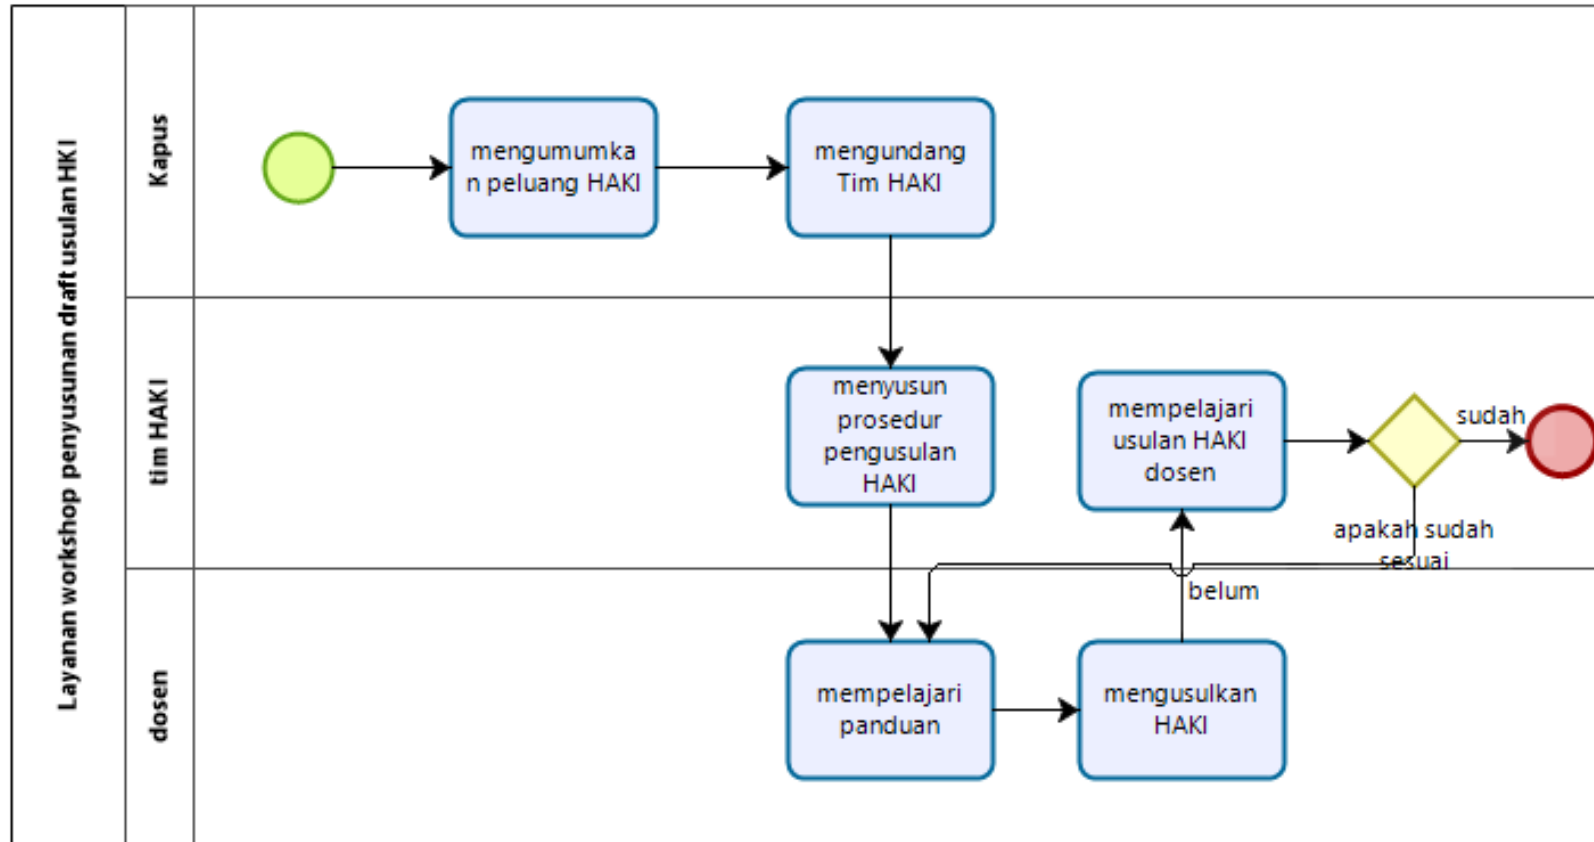 Layanan workshop penyusunan draft usulan HKI
Kapus
mengumumka
n peluang HAKI
mengundang
Tim HAKI
tim HAKI
menyusun
prosedur
pengusulan
HAKI
mempelajari
usulan HAKI
dosen
sudah
apakah sudah
sesuai
belum
dosen
mempelajari
panduan
mengusulkan
HAKI